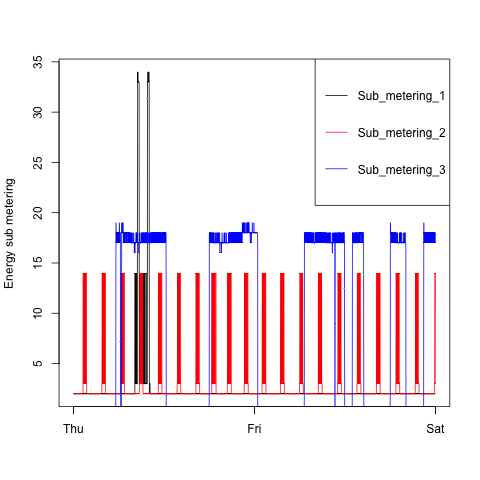 35
30
25
20
15
10
5
Energy sub metering
Sub_metering_1
Sub_metering_2
Sub_metering_3
Thu Fri Sat